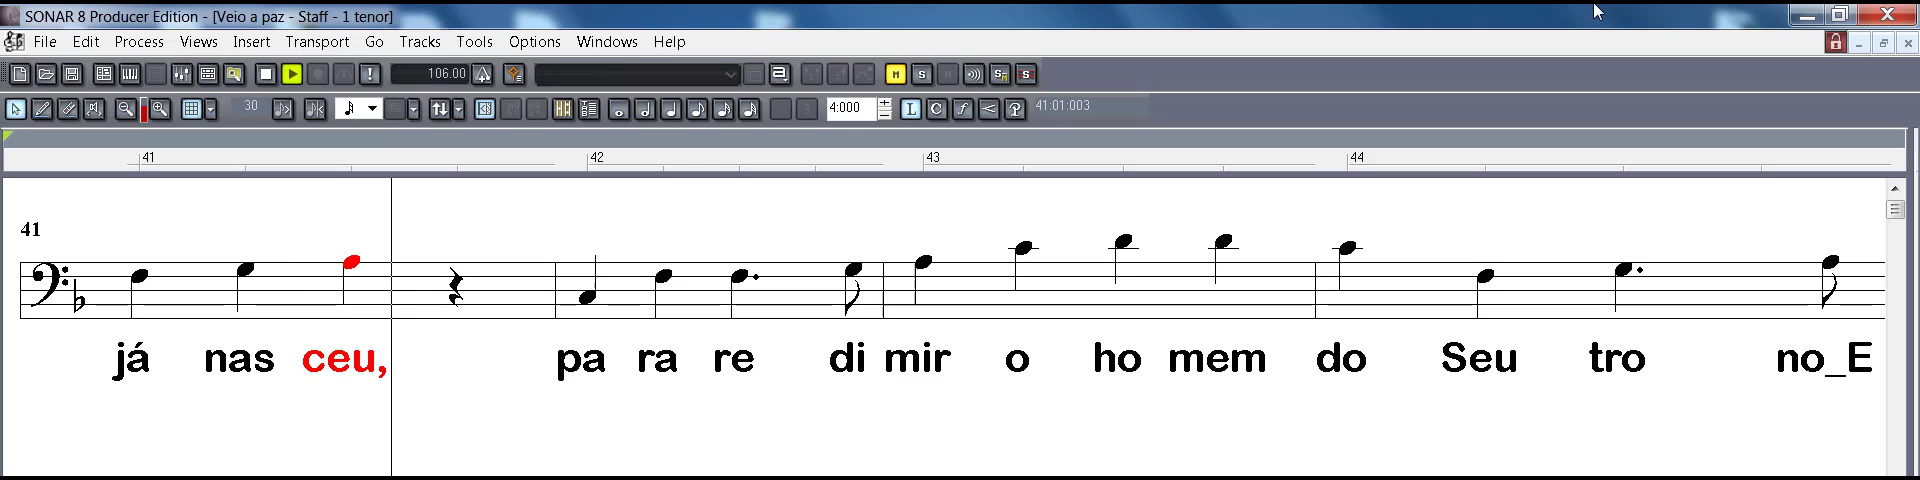 SONAR 8 Producer Edition - [Veio a paz - Staff - 1 tenor]
File Edit Process Views Insert Transport Go Tracks Tools Options Windows Help
106.00 M S
30 4:000 L C f 41:01:003
41 42 43 44
41
já nas ceu, pa ra re di mir o ho mem do Seu tro no_E